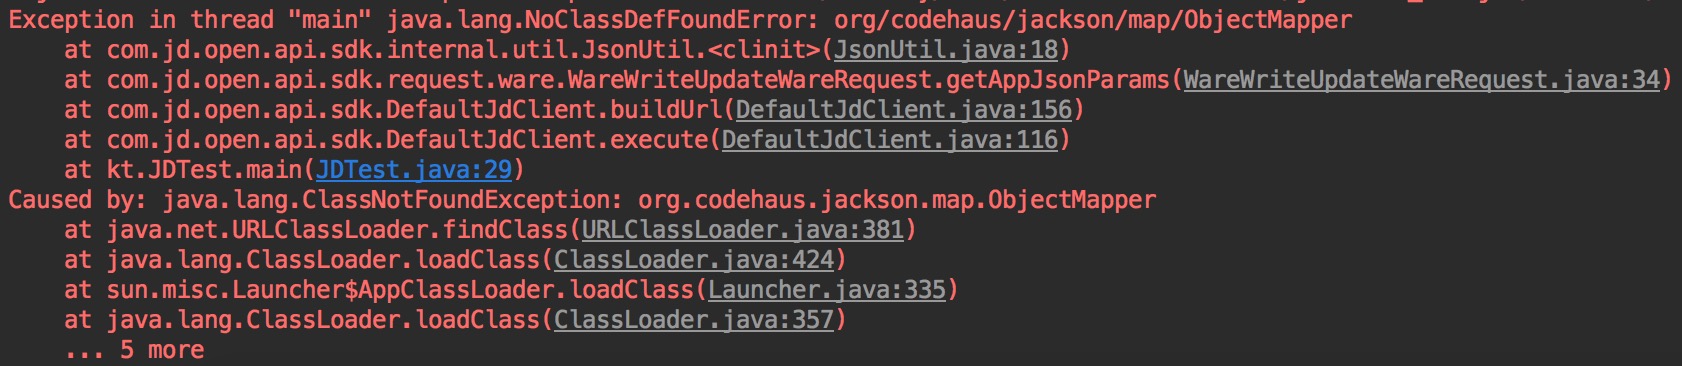 Exception in thread "main" java.lang.NoClassDefFoundError: org/codehaus/jackson/map/ObjectMapper
at com.jd.open.api.sdk.internal.util.JsonUtil.<clinit>(JsonUtil.java:18)
at com.jd.open.api.sdk.request.ware.WareWriteUpdateWareRequest.getAppJsonParams(WareWriteUpdateWareRequest.java:34)
at com.jd.open.api.sdk.DefaultJdClient.buildUrl(DefaultJdClient.java:156)
at com.jd.open.api.sdk.DefaultJdClient.execute(DefaultJdClient.java:116)
at kt.JDTest.main(JDTest.java:29)
Caused by: java.lang.ClassNotFoundException: org.codehaus.jackson.map.ObjectMapper
at java.net.URLClassLoader.findClass(URLClassLoader.java:381)
at java.lang.ClassLoader.loadClass(ClassLoader.java:424)
at sun.misc.Launcher$AppClassLoader.loadClass(Launcher.java:335)
at java.lang.ClassLoader.loadClass(ClassLoader.java:357)
... 5 more